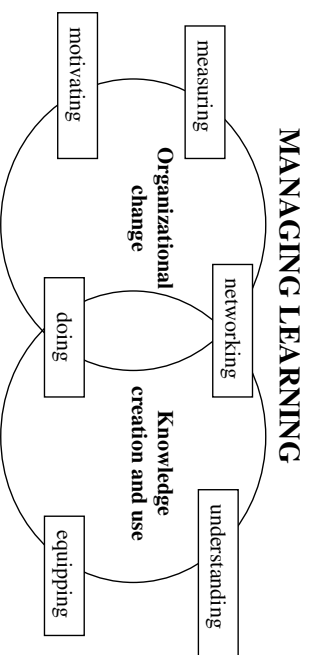 MANAGING LEARNING
measuring
networking
understanding
Organizational
change
Knowledge
creation and use
motivating
doing
equipping